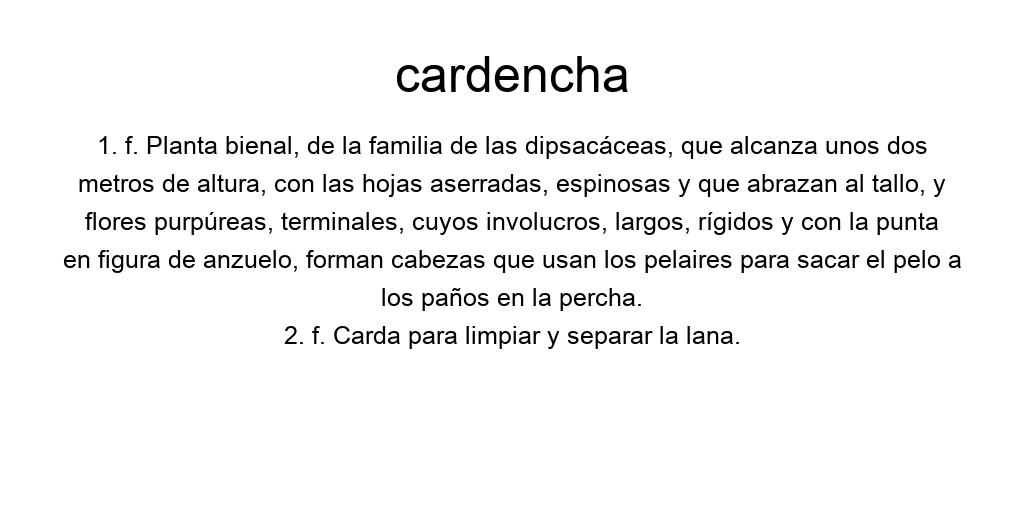 cardencha
1. f. Planta bienal, de la familia de las dipsacáceas, que alcanza unos dos
metros de altura, con las hojas aserradas, espinosas y que abrazan al tallo, y
flores purpúreas, terminales, cuyos involucros, largos, rígidos y con la punta
en figura de anzuelo, forman cabezas que usan los pelaires para sacar el pelo a
los paños en la percha.
2. f. Carda para limpiar y separar la lana.